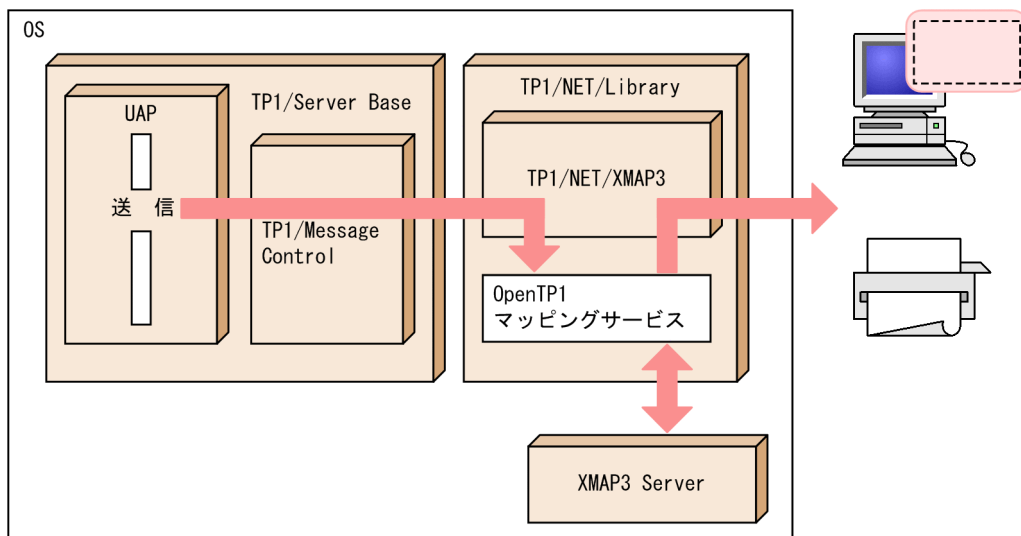 OS
TP1/Server Base
UAP
送 信
TP1/Message
Control
TP1/NET/Library
TP1/NET/XMAP3
OpenTP1
マッピングサービス
XMAP3 Server